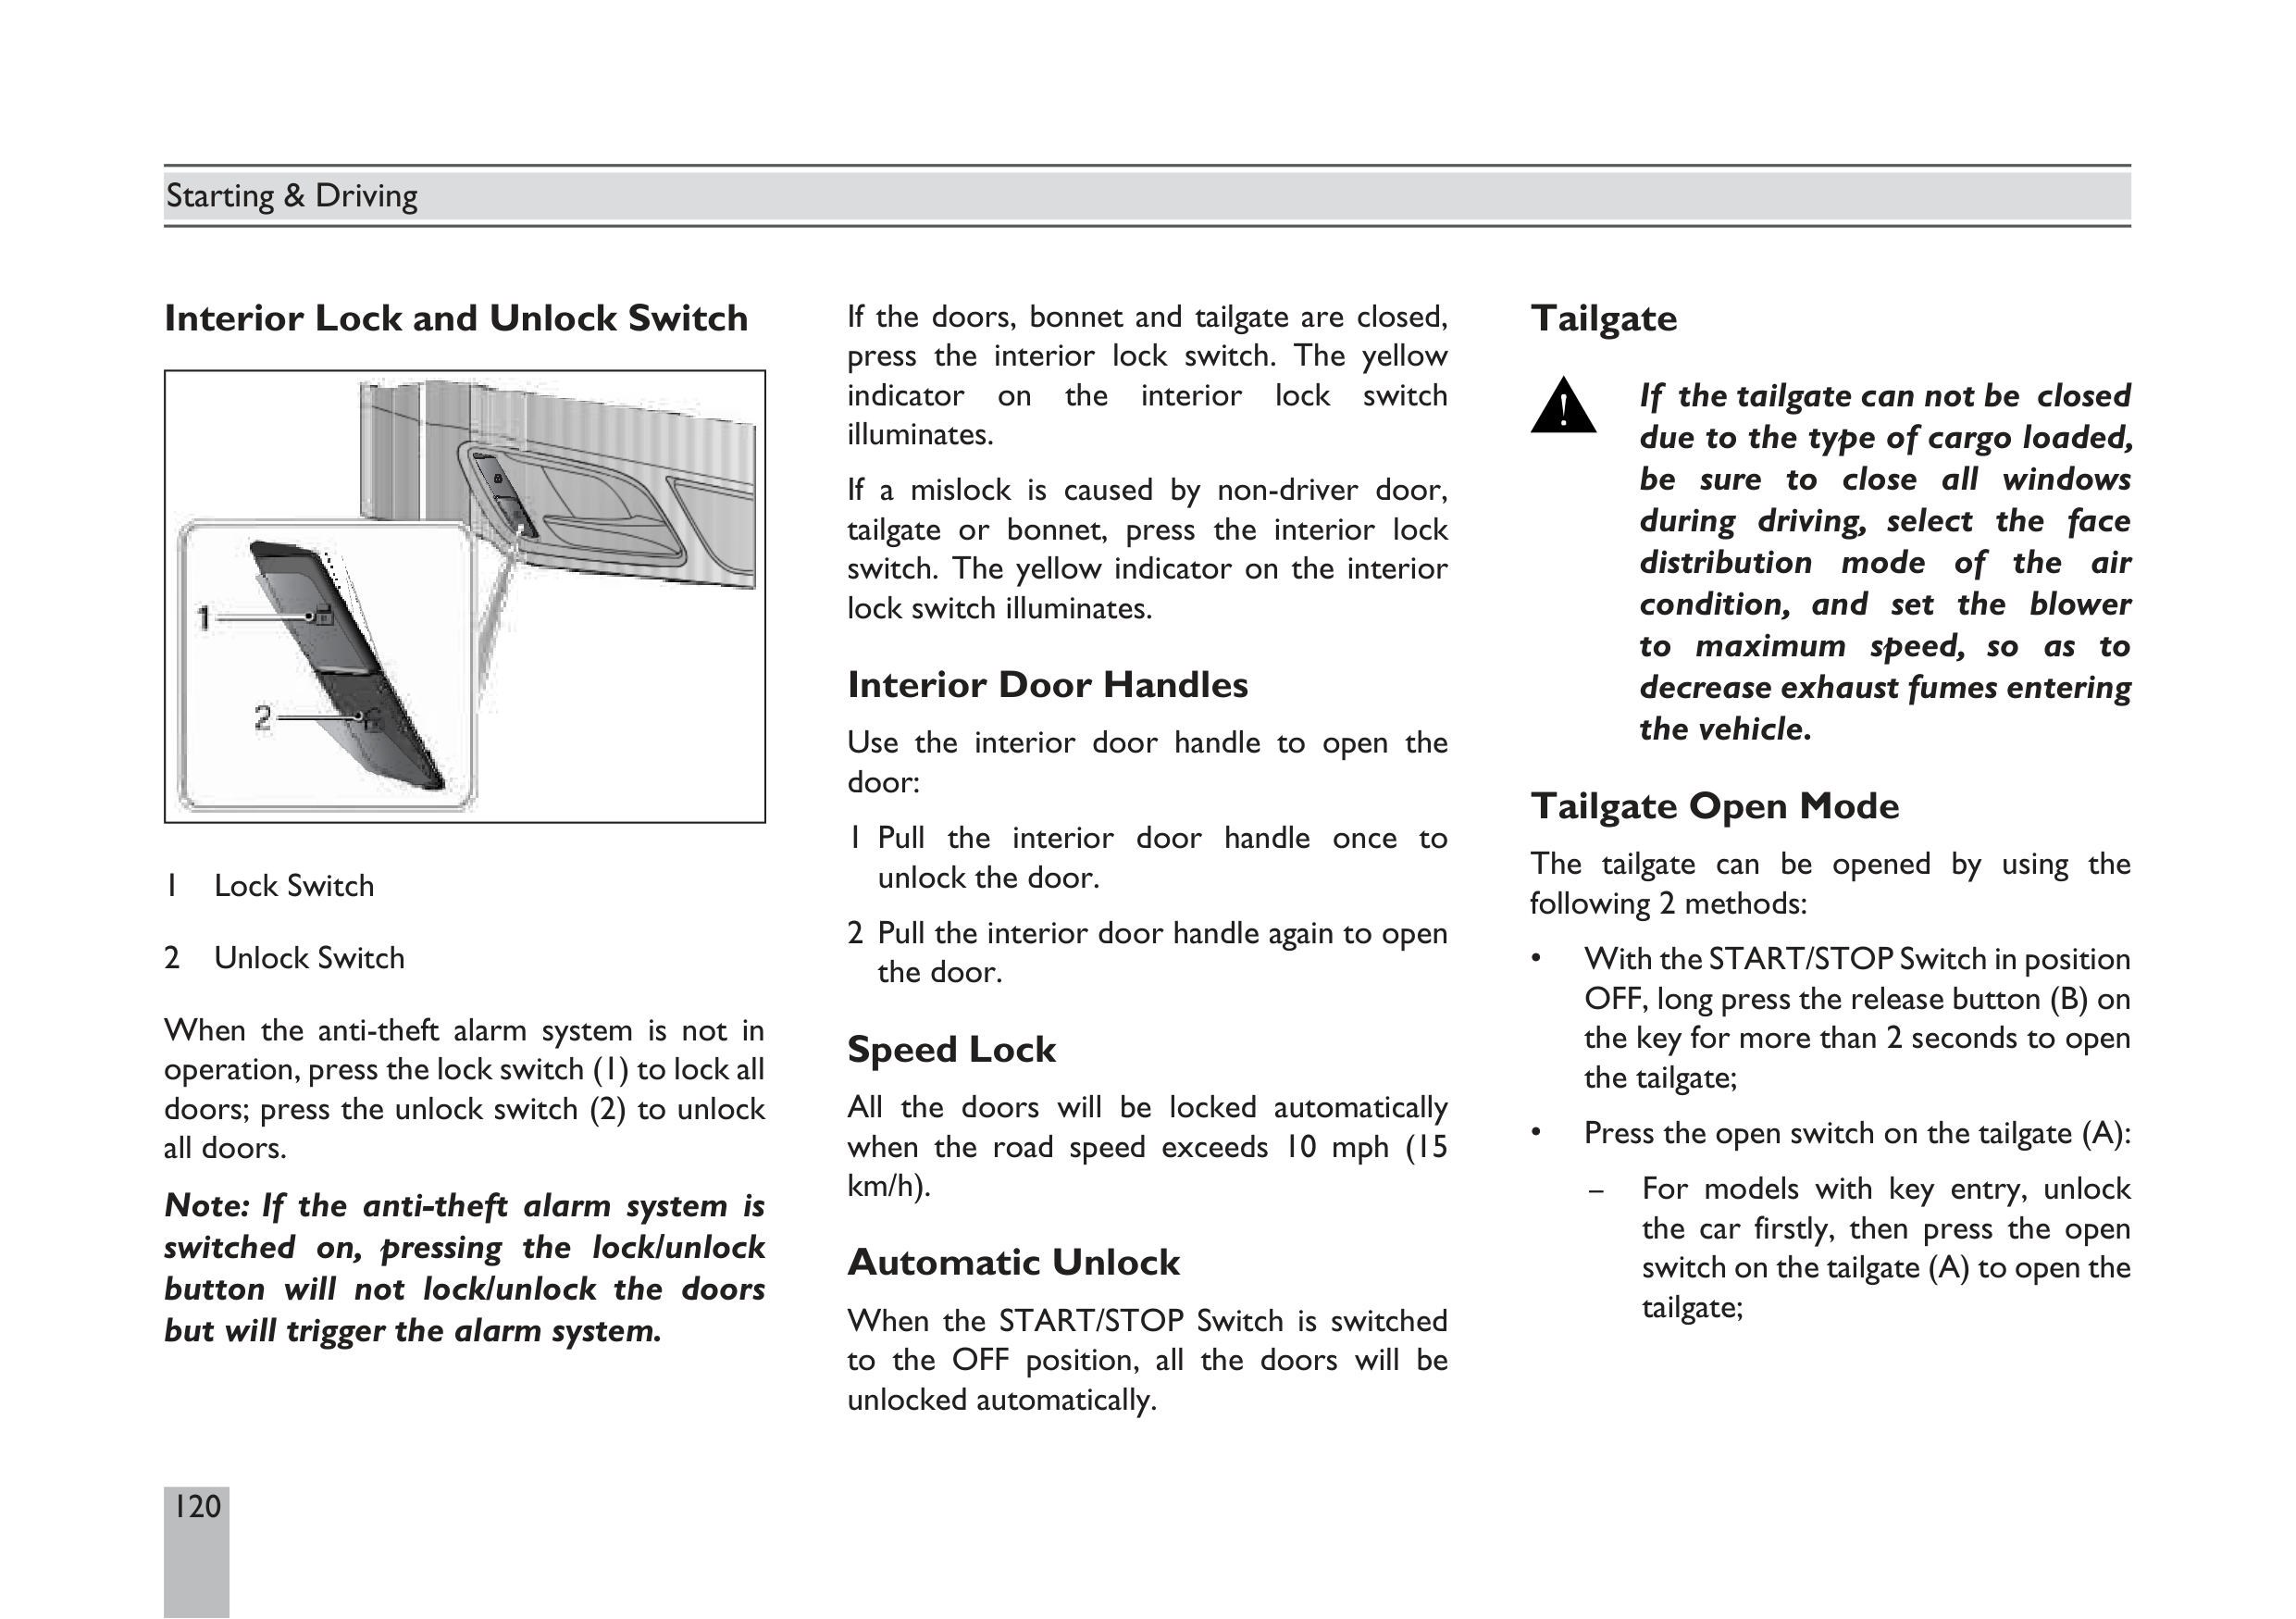 Starting & Driving
Interior Lock and Unlock Switch
1
2
1 Lock Switch
2 Unlock Switch
When the anti-theft alarm system is not in
operation, press the lock switch (1) to lock all
doors; press the unlock switch (2) to unlock
all doors.
Note: If the anti-theft alarm system is
switched on, pressing the lock/unlock
button will not lock/unlock the doors
but will trigger the alarm system.
If the doors, bonnet and tailgate are closed,
press the interior lock switch. The yellow
indicator on the interior lock switch
illuminates.
If a mislock is caused by non-driver door,
tailgate or bonnet, press the interior lock
switch. The yellow indicator on the interior
lock switch illuminates.
Interior Door Handles
Use the interior door handle to open the
door:
1 Pull the interior door handle once to
unlock the door.
2 Pull the interior door handle again to open
the door.
Speed Lock
All the doors will be locked automatically
when the road speed exceeds 10 mph (15
km/h).
Automatic Unlock
When the START/STOP Switch is switched
to the OFF position, all the doors will be
unlocked automatically.
Tailgate
If the tailgate can not be closed
due to the type of cargo loaded,
be sure to close all windows
during driving, select the face
distribution mode of the air
condition, and set the blower
to maximum speed, so as to
decrease exhaust fumes entering
the vehicle.
Tailgate Open Mode
The tailgate can be opened by using the
following 2 methods:
• With the START/STOP Switch in position
OFF, long press the release button (B) on
the key for more than 2 seconds to open
the tailgate;
• Press the open switch on the tailgate (A):
– For models with key entry, unlock
the car firstly, then press the open
switch on the tailgate (A) to open the
tailgate;
120